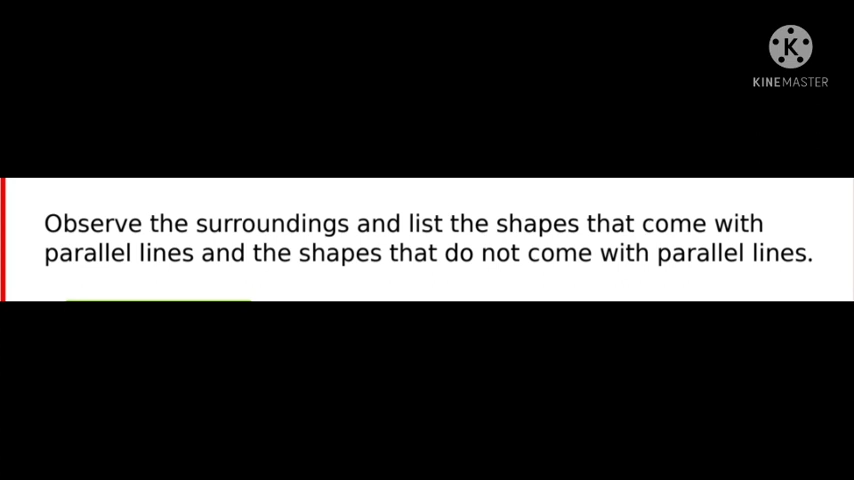 K
KINEMASTER
Observe the surroundings and list the shapes that come with
parallel lines and the shapes that do not come with parallel lines.